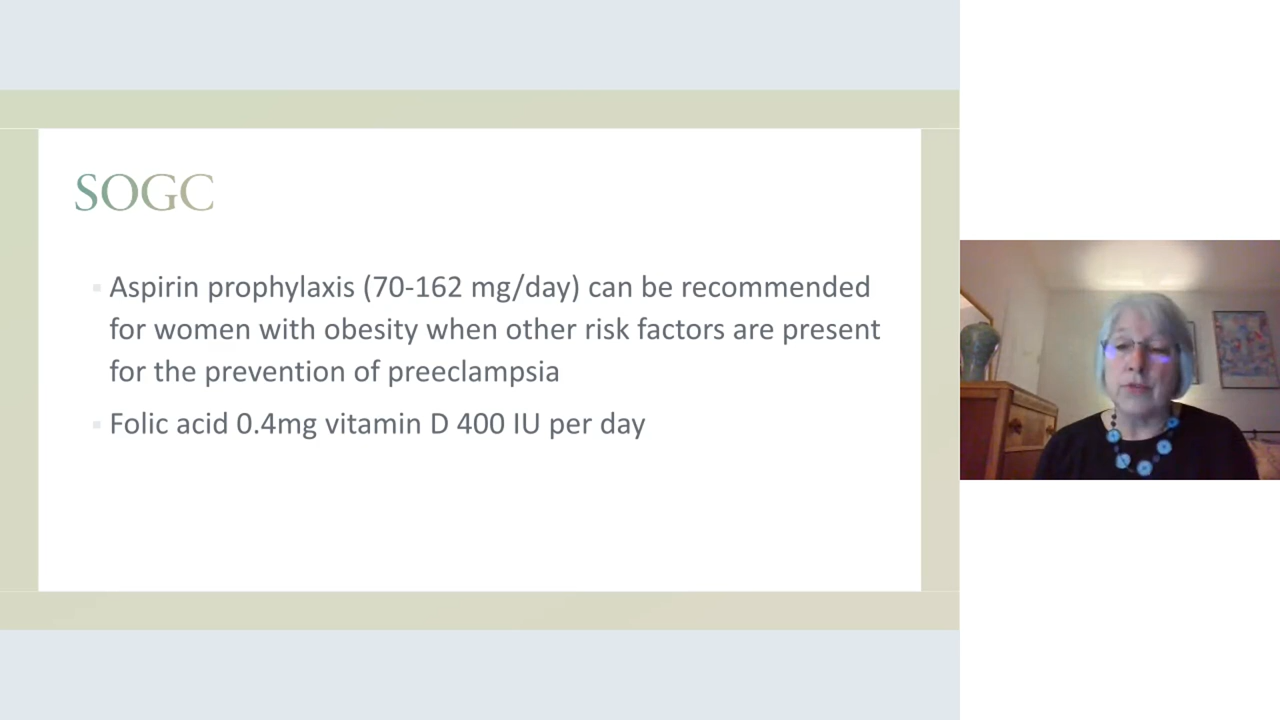 SOGC
Aspirin prophylaxis (70-162 mg/day) can be recommended
for women with obesity when other risk factors are present
for the prevention of preeclampsia
Folic acid 0.4mg vitamin D 400 IU per day